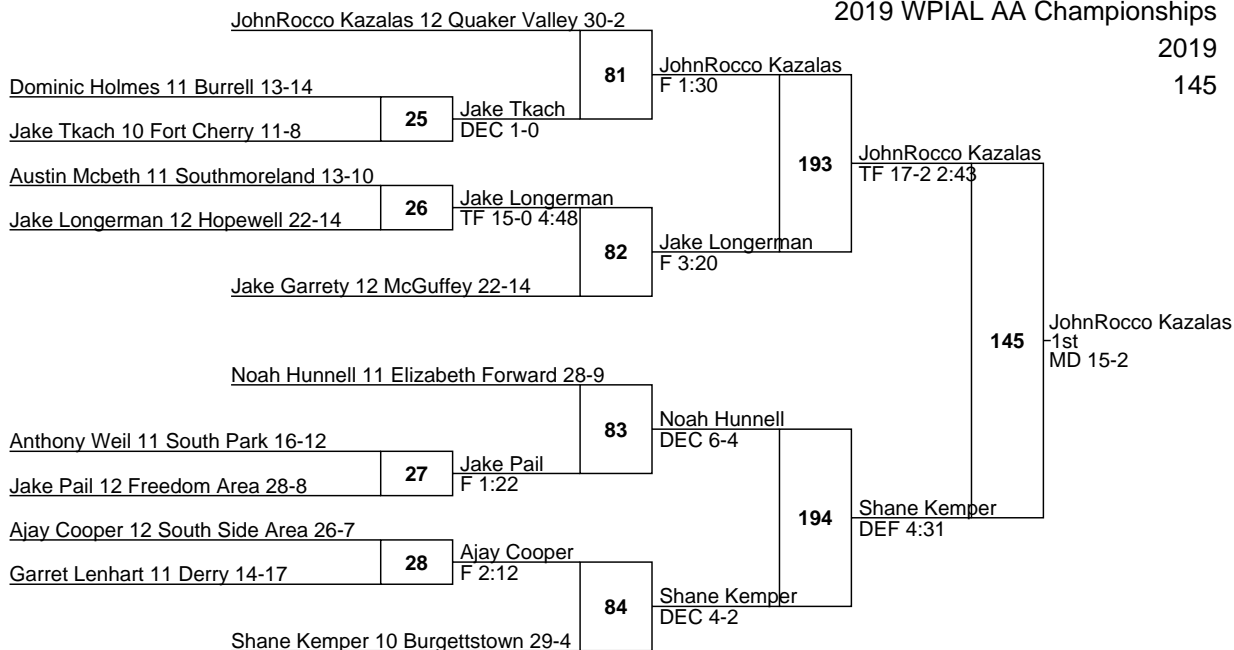 2019 WPIAL AA Championships
2019
145
JohnRocco Kazalas 12 Quaker Valley 30-2
81
JohnRocco Kazalas
F 1:30
Dominic Holmes 11 Burrell 13-14
25
Jake Tkach
DEC 1-0
Jake Tkach 10 Fort Cherry 11-8
193
JohnRocco Kazalas
TF 17-2 2:43
Austin Mcbeth 11 Southmoreland 13-10
26
Jake Longerman
TF 15-0 4:48
Jake Longerman 12 Hopewell 22-14
82
Jake Longerman
F 3:20
Jake Garrety 12 McGuffey 22-14
145
JohnRocco Kazalas
1st
MD 15-2
Noah Hunnell 11 Elizabeth Forward 28-9
83
Noah Hunnell
DEC 6-4
Anthony Weil 11 South Park 16-12
27
Jake Pail
F 1:22
Jake Pail 12 Freedom Area 28-8
194
Shane Kemper
DEF 4:31
Ajay Cooper 12 South Side Area 26-7
28
Ajay Cooper
F 2:12
Garret Lenhart 11 Derry 14-17
84
Shane Kemper
DEC 4-2
Shane Kemper 10 Burgettstown 29-4